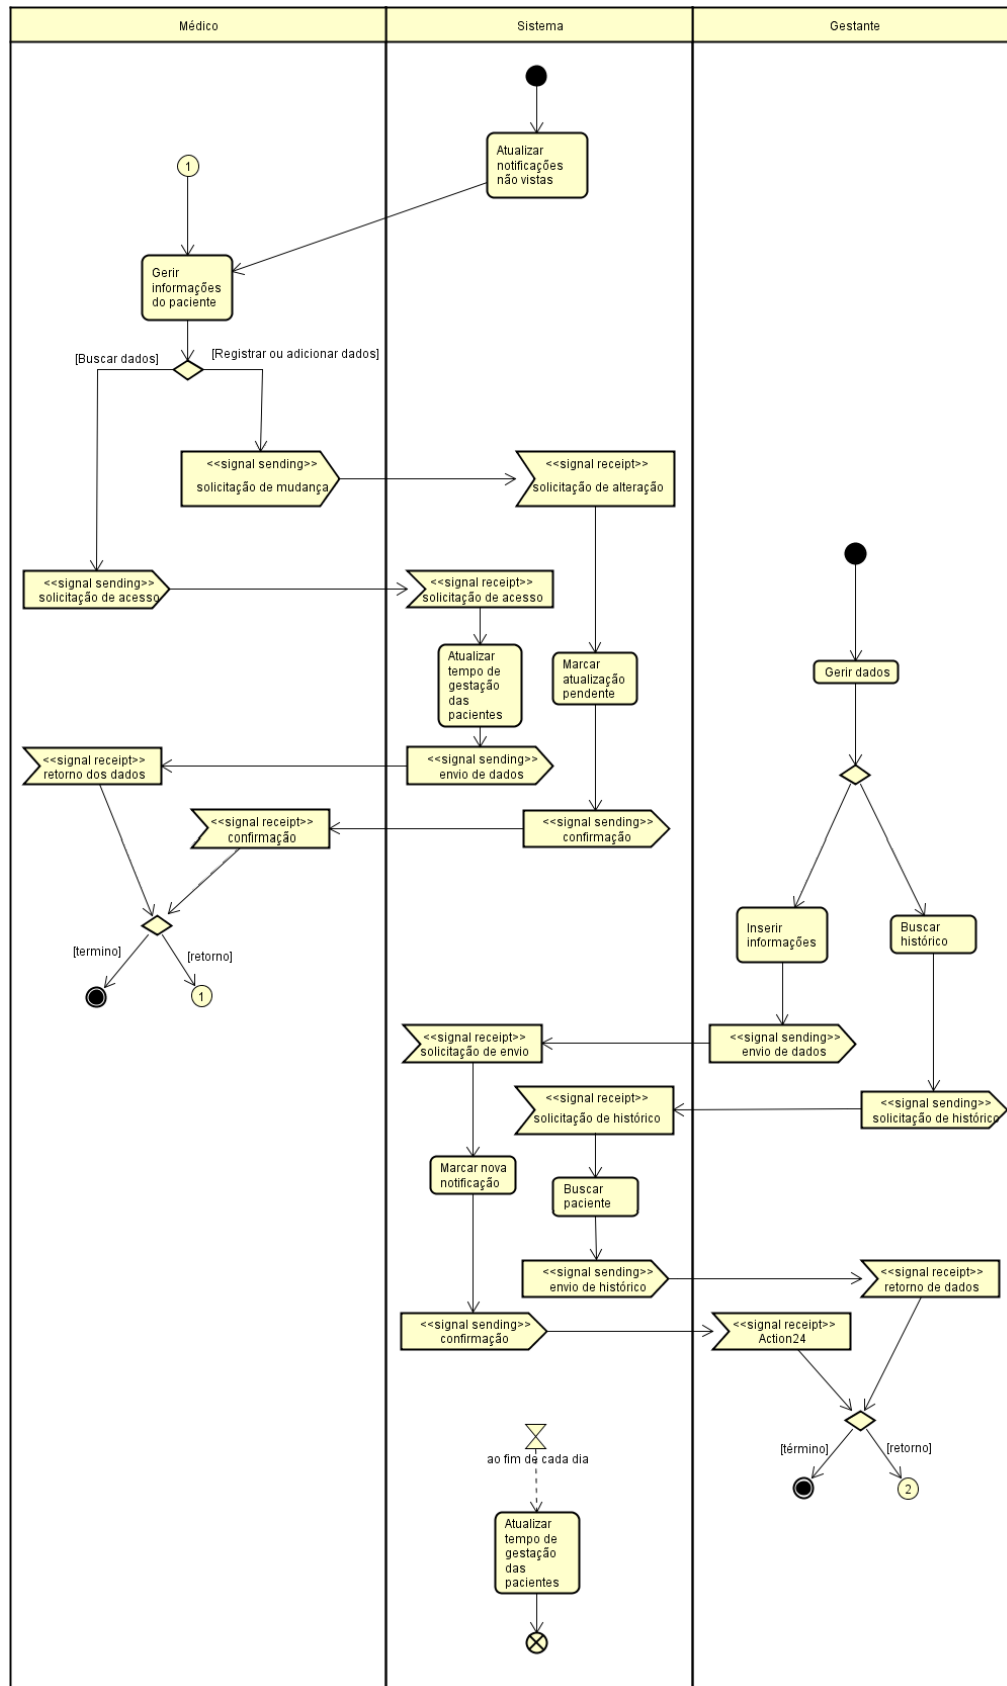 Médico
Sistema
Gestante
Atualizar
notificações
não vistas
1
Gerir
informações
do paciente
[Buscar dados]
[Registrar ou adicionar dados]
<<signal sending>>
solicitação de mudança
<<signal receipt>>
solicitação de alteração
<<signal sending>>
solicitação de acesso
<<signal receipt>>
solicitação de acesso
Atualizar
tempo de
gestação
das
pacientes
Marcar
atualização
pendente
Gerir dados
<<signal receipt>>
retorno dos dados
<<signal sending>>
envio de dados
<<signal receipt>>
confirmação
<<signal sending>>
confirmação
Inserir
informações
Buscar
histórico
[termino]
[retorno]
1
<<signal receipt>>
solicitação de envio
<<signal sending>>
envio de dados
<<signal receipt>>
solicitação de histórico
<<signal sending>>
solicitação de histórico
Marcar nova
notificação
Buscar
paciente
<<signal sending>>
envio de histórico
<<signal receipt>>
retorno de dados
<<signal sending>>
confirmação
<<signal receipt>>
Action24
[término]
[retorno]
2
ao fim de cada dia
Atualizar
tempo de
gestação
das
pacientes